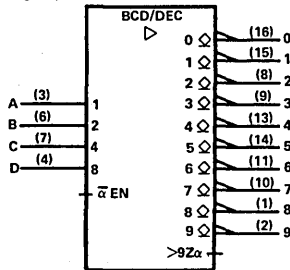 BCD/DEC
▷
0 ◇ (16) 0
1 ◇ (15) 1
2 ◇ (8) 2
A (3) 1 3 ◇ (9) 3
B (6) 2 4 ◇ (13) 4
C (7) 4 5 ◇ (14) 5
D (4) 8 6 ◇ (11) 6
7 ◇ (10) 7
α̅ EN 8 ◇ (1) 8
9 ◇ (2) 9
>9Zα